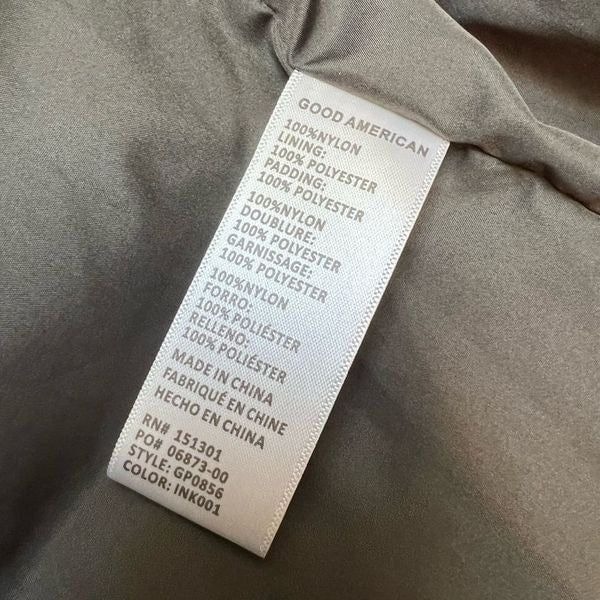 GOOD AMERICAN
100%NYLON
LINING:
100% POLYESTER
PADDING:
100% POLYESTER
100%NYLON
DOUBLURE:
100% POLYESTER
GARNISSAGE:
100% POLYESTER
100%NYLON
FORRO:
100% POLIÉSTER
RELLENO:
100% POLIÉSTER
MADE IN CHINA
FABRIQUÉ EN CHINE
HECHO EN CHINA
RN# 151301
PO# 06873-00
STYLE: GP0856
COLOR: INK001